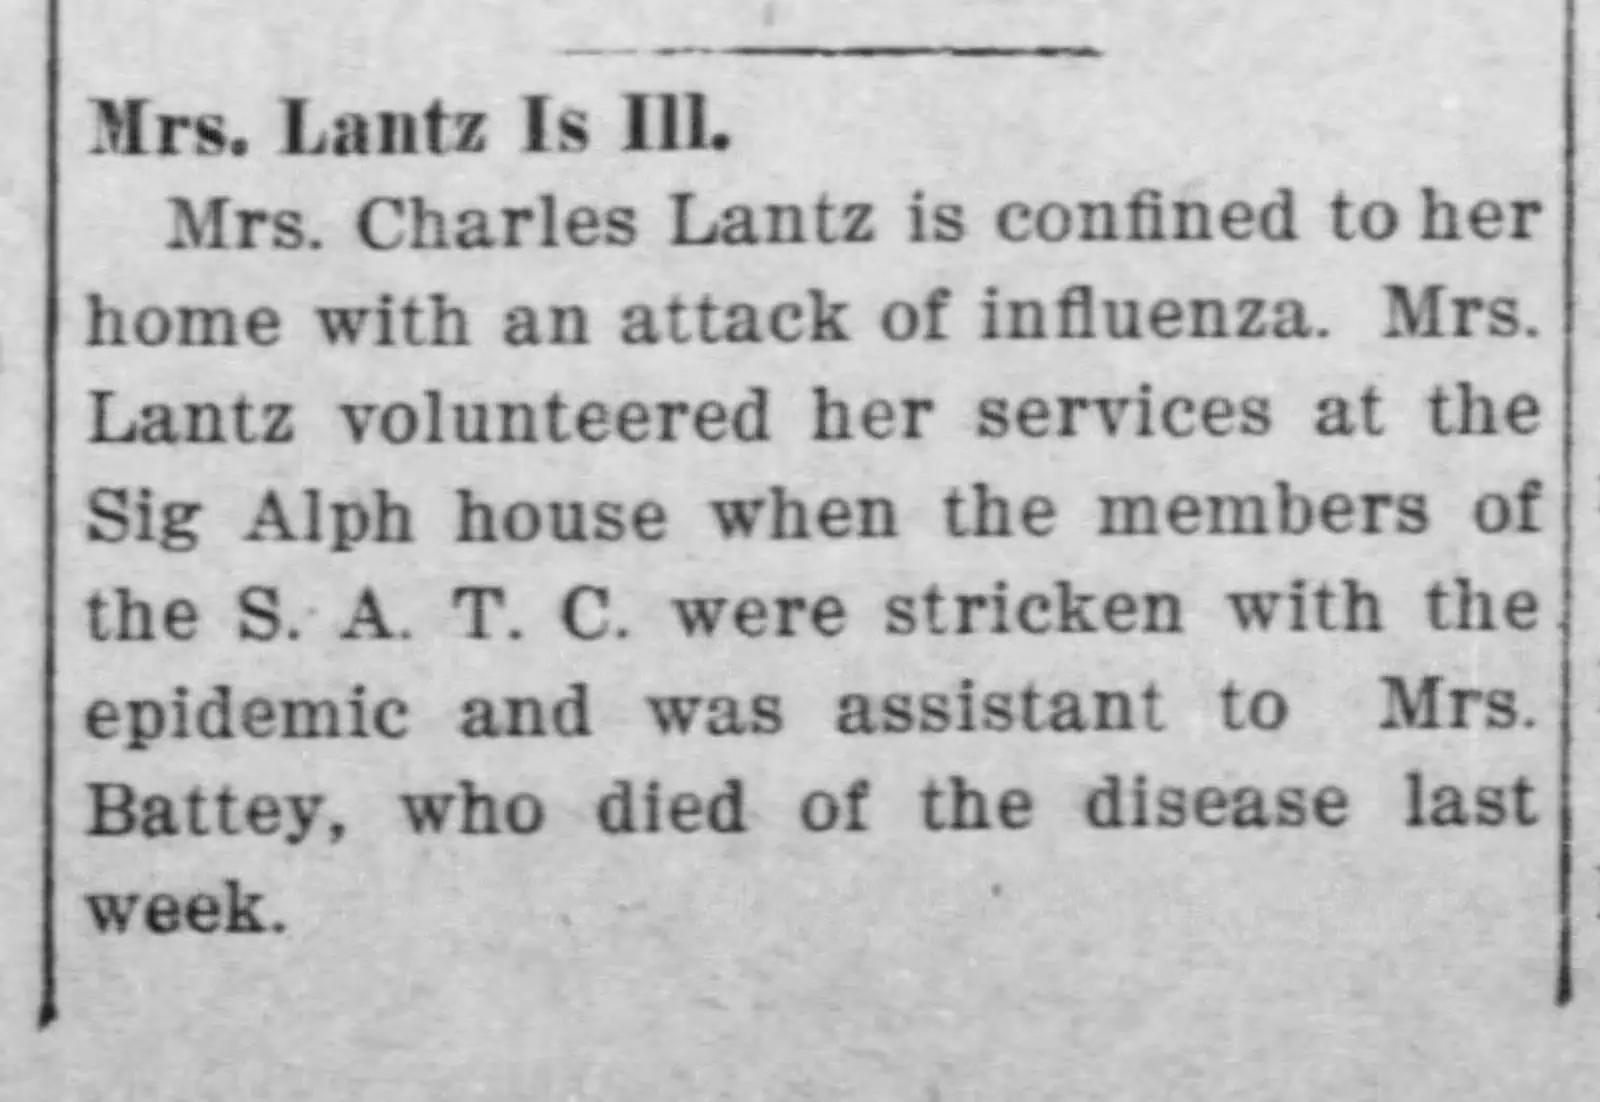 Mrs. Lantz Is Ill.
Mrs. Charles Lantz is confined to her
home with an attack of influenza. Mrs.
Lantz volunteered her services at the
Sig Alph house when the members of
the S. A. T. C. were stricken with the
epidemic and was assistant to Mrs.
Battey, who died of the disease last
week.